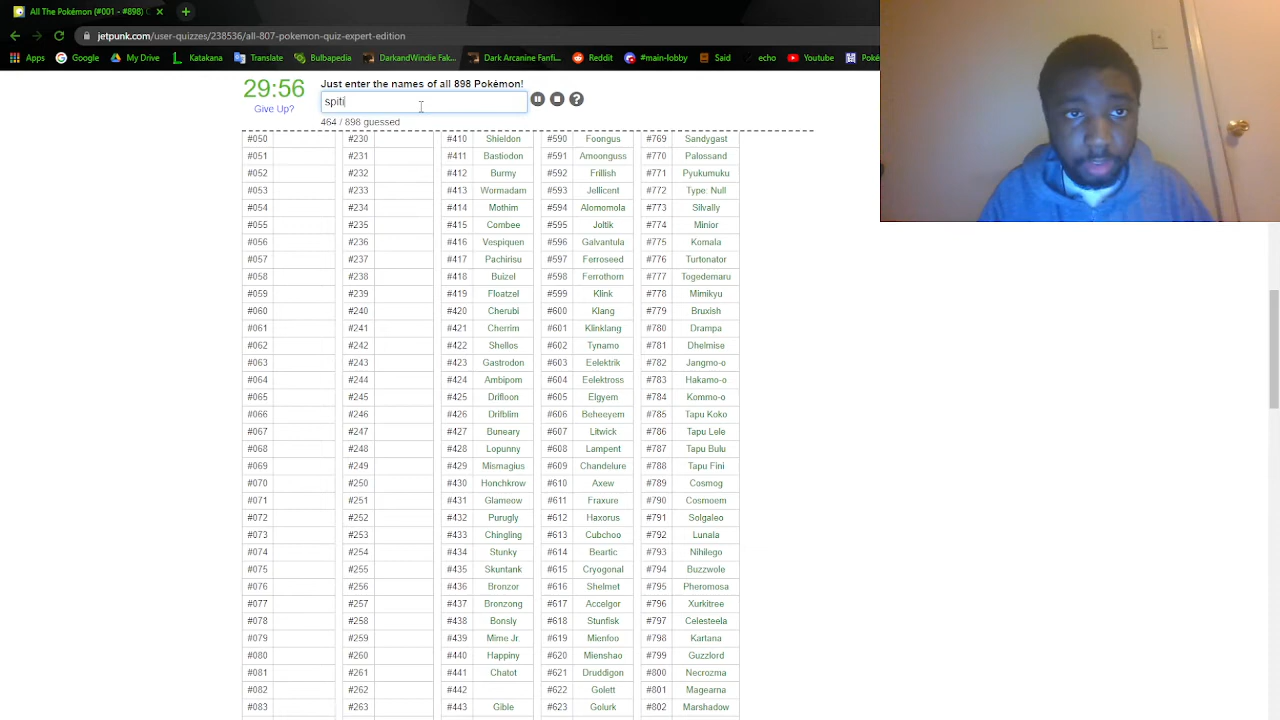 All The Pokémon (#001 - #898)
jetpunk.com/user-quizzes/238536/all-807-pokemon-quiz-expert-edition
Apps Google My Drive Katakana Translate Bulbapedia DarkandWindie Fak... Dark Arcanine Fanfi... Reddit #main-lobby Said echo Youtube
29:56
Give Up?
Just enter the names of all 898 Pokémon!
spiti
464 / 898 guessed
#050 #230 #410 Shieldon #590 Foongus #769 Sandygast
#051 #231 #411 Bastiodon #591 Amoonguss #770 Palossand
#052 #232 #412 Burmy #592 Frillish #771 Pyukumuku
#053 #233 #413 Wormadam #593 Jellicent #772 Type: Null
#054 #234 #414 Mothim #594 Alomomola #773 Silvally
#055 #235 #415 Combee #595 Joltik #774 Minior
#056 #236 #416 Vespiquen #596 Galvantula #775 Komala
#057 #237 #417 Pachirisu #597 Ferroseed #776 Turtonator
#058 #238 #418 Buizel #598 Ferrothorn #777 Togedemaru
#059 #239 #419 Floatzel #599 Klink #778 Mimikyu
#060 #240 #420 Cherubi #600 Klang #779 Bruxish
#061 #241 #421 Cherrim #601 Klinklang #780 Drampa
#062 #242 #422 Shellos #602 Tynamo #781 Dhelmise
#063 #243 #423 Gastrodon #603 Eelektrik #782 Jangmo-o
#064 #244 #424 Ambipom #604 Eelektross #783 Hakamo-o
#065 #245 #425 Drifloon #605 Elgyem #784 Kommo-o
#066 #246 #426 Drifblim #606 Beheeyem #785 Tapu Koko
#067 #247 #427 Buneary #607 Litwick #786 Tapu Lele
#068 #248 #428 Lopunny #608 Lampent #787 Tapu Bulu
#069 #249 #429 Mismagius #609 Chandelure #788 Tapu Fini
#070 #250 #430 Honchkrow #610 Axew #789 Cosmog
#071 #251 #431 Glameow #611 Fraxure #790 Cosmoem
#072 #252 #432 Purugly #612 Haxorus #791 Solgaleo
#073 #253 #433 Chingling #613 Cubchoo #792 Lunala
#074 #254 #434 Stunky #614 Beartic #793 Nihilego
#075 #255 #435 Skuntank #615 Cryogonal #794 Buzzwole
#076 #256 #436 Bronzor #616 Shelmet #795 Pheromosa
#077 #257 #437 Bronzong #617 Accelgor #796 Xurkitree
#078 #258 #438 Bonsly #618 Stunfisk #797 Celesteela
#079 #259 #439 Mime Jr. #619 Mienfoo #798 Kartana
#080 #260 #440 Happiny #620 Mienshao #799 Guzzlord
#081 #261 #441 Chatot #621 Druddigon #800 Necrozma
#082 #262 #442 #622 Golett #801 Magearna
#083 #263 #443 Gible #623 Golurk #802 Marshadow